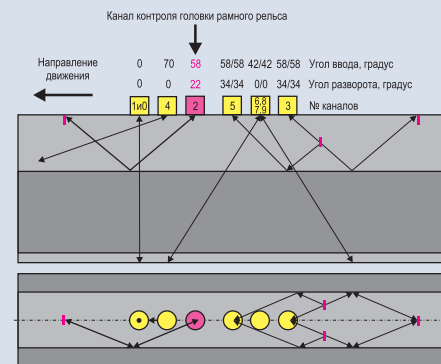 Канал контроля головки рамного рельса
Направление движения
0 70 58 58/58 42/42 58/58 Угол ввода, градус
0 0 22 34/34 0/0 34/34 Угол разворота, градус
1и0 4 2 5 6,8 7,9 3 № каналов